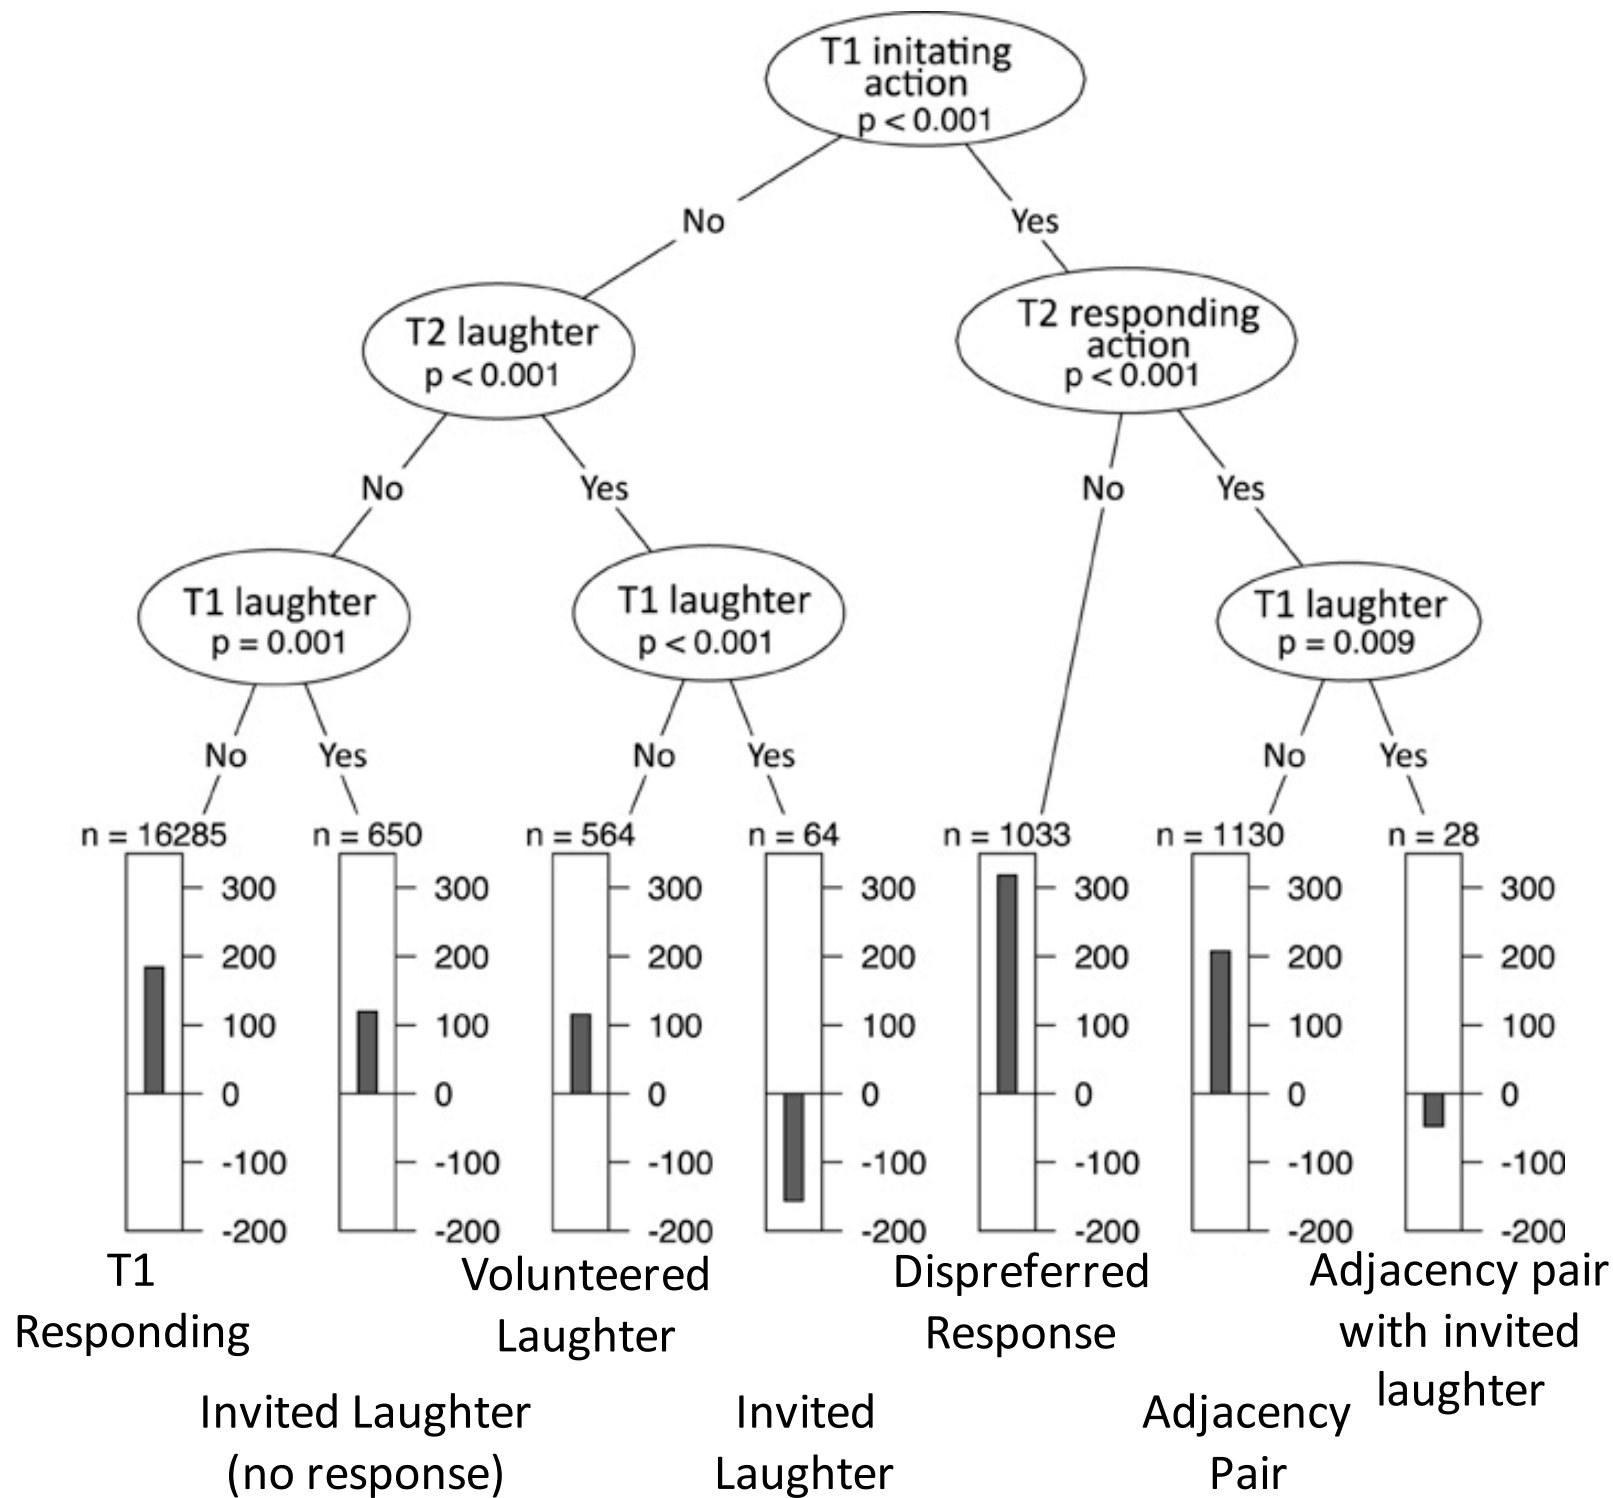 T1 initating
action
p < 0.001
No
Yes
T2 laughter
p < 0.001
T2 responding
action
p < 0.001
No
Yes
No
Yes
T1 laughter
p = 0.001
T1 laughter
p < 0.001
T1 laughter
p = 0.009
No
Yes
No
Yes
No
Yes
n = 16285
n = 650
n = 564
n = 64
n = 1033
n = 1130
n = 28
300
200
100
0
-100
-200
300
200
100
0
-100
-200
300
200
100
0
-100
-200
300
200
100
0
-100
-200
300
200
100
0
-100
-200
300
200
100
0
-100
-200
300
200
100
0
-100
-200
T1
Responding
Invited Laughter
(no response)
Volunteered
Laughter
Invited
Laughter
Dispreferred
Response
Adjacency
Pair
Adjacency pair
with invited
laughter